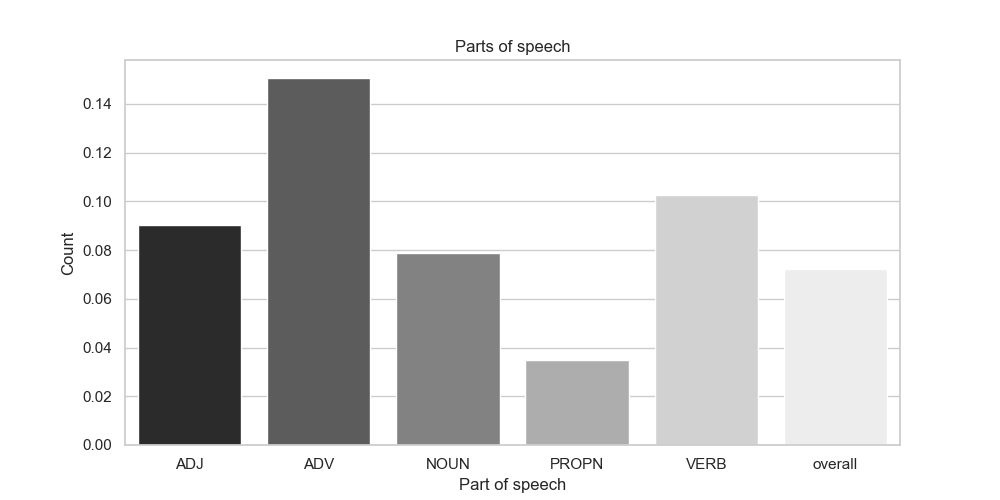 Parts of speech
0.14
0.12
0.10
0.08
0.06
0.04
0.02
0.00
Count
ADJ ADV NOUN PROPN VERB overall
Part of speech